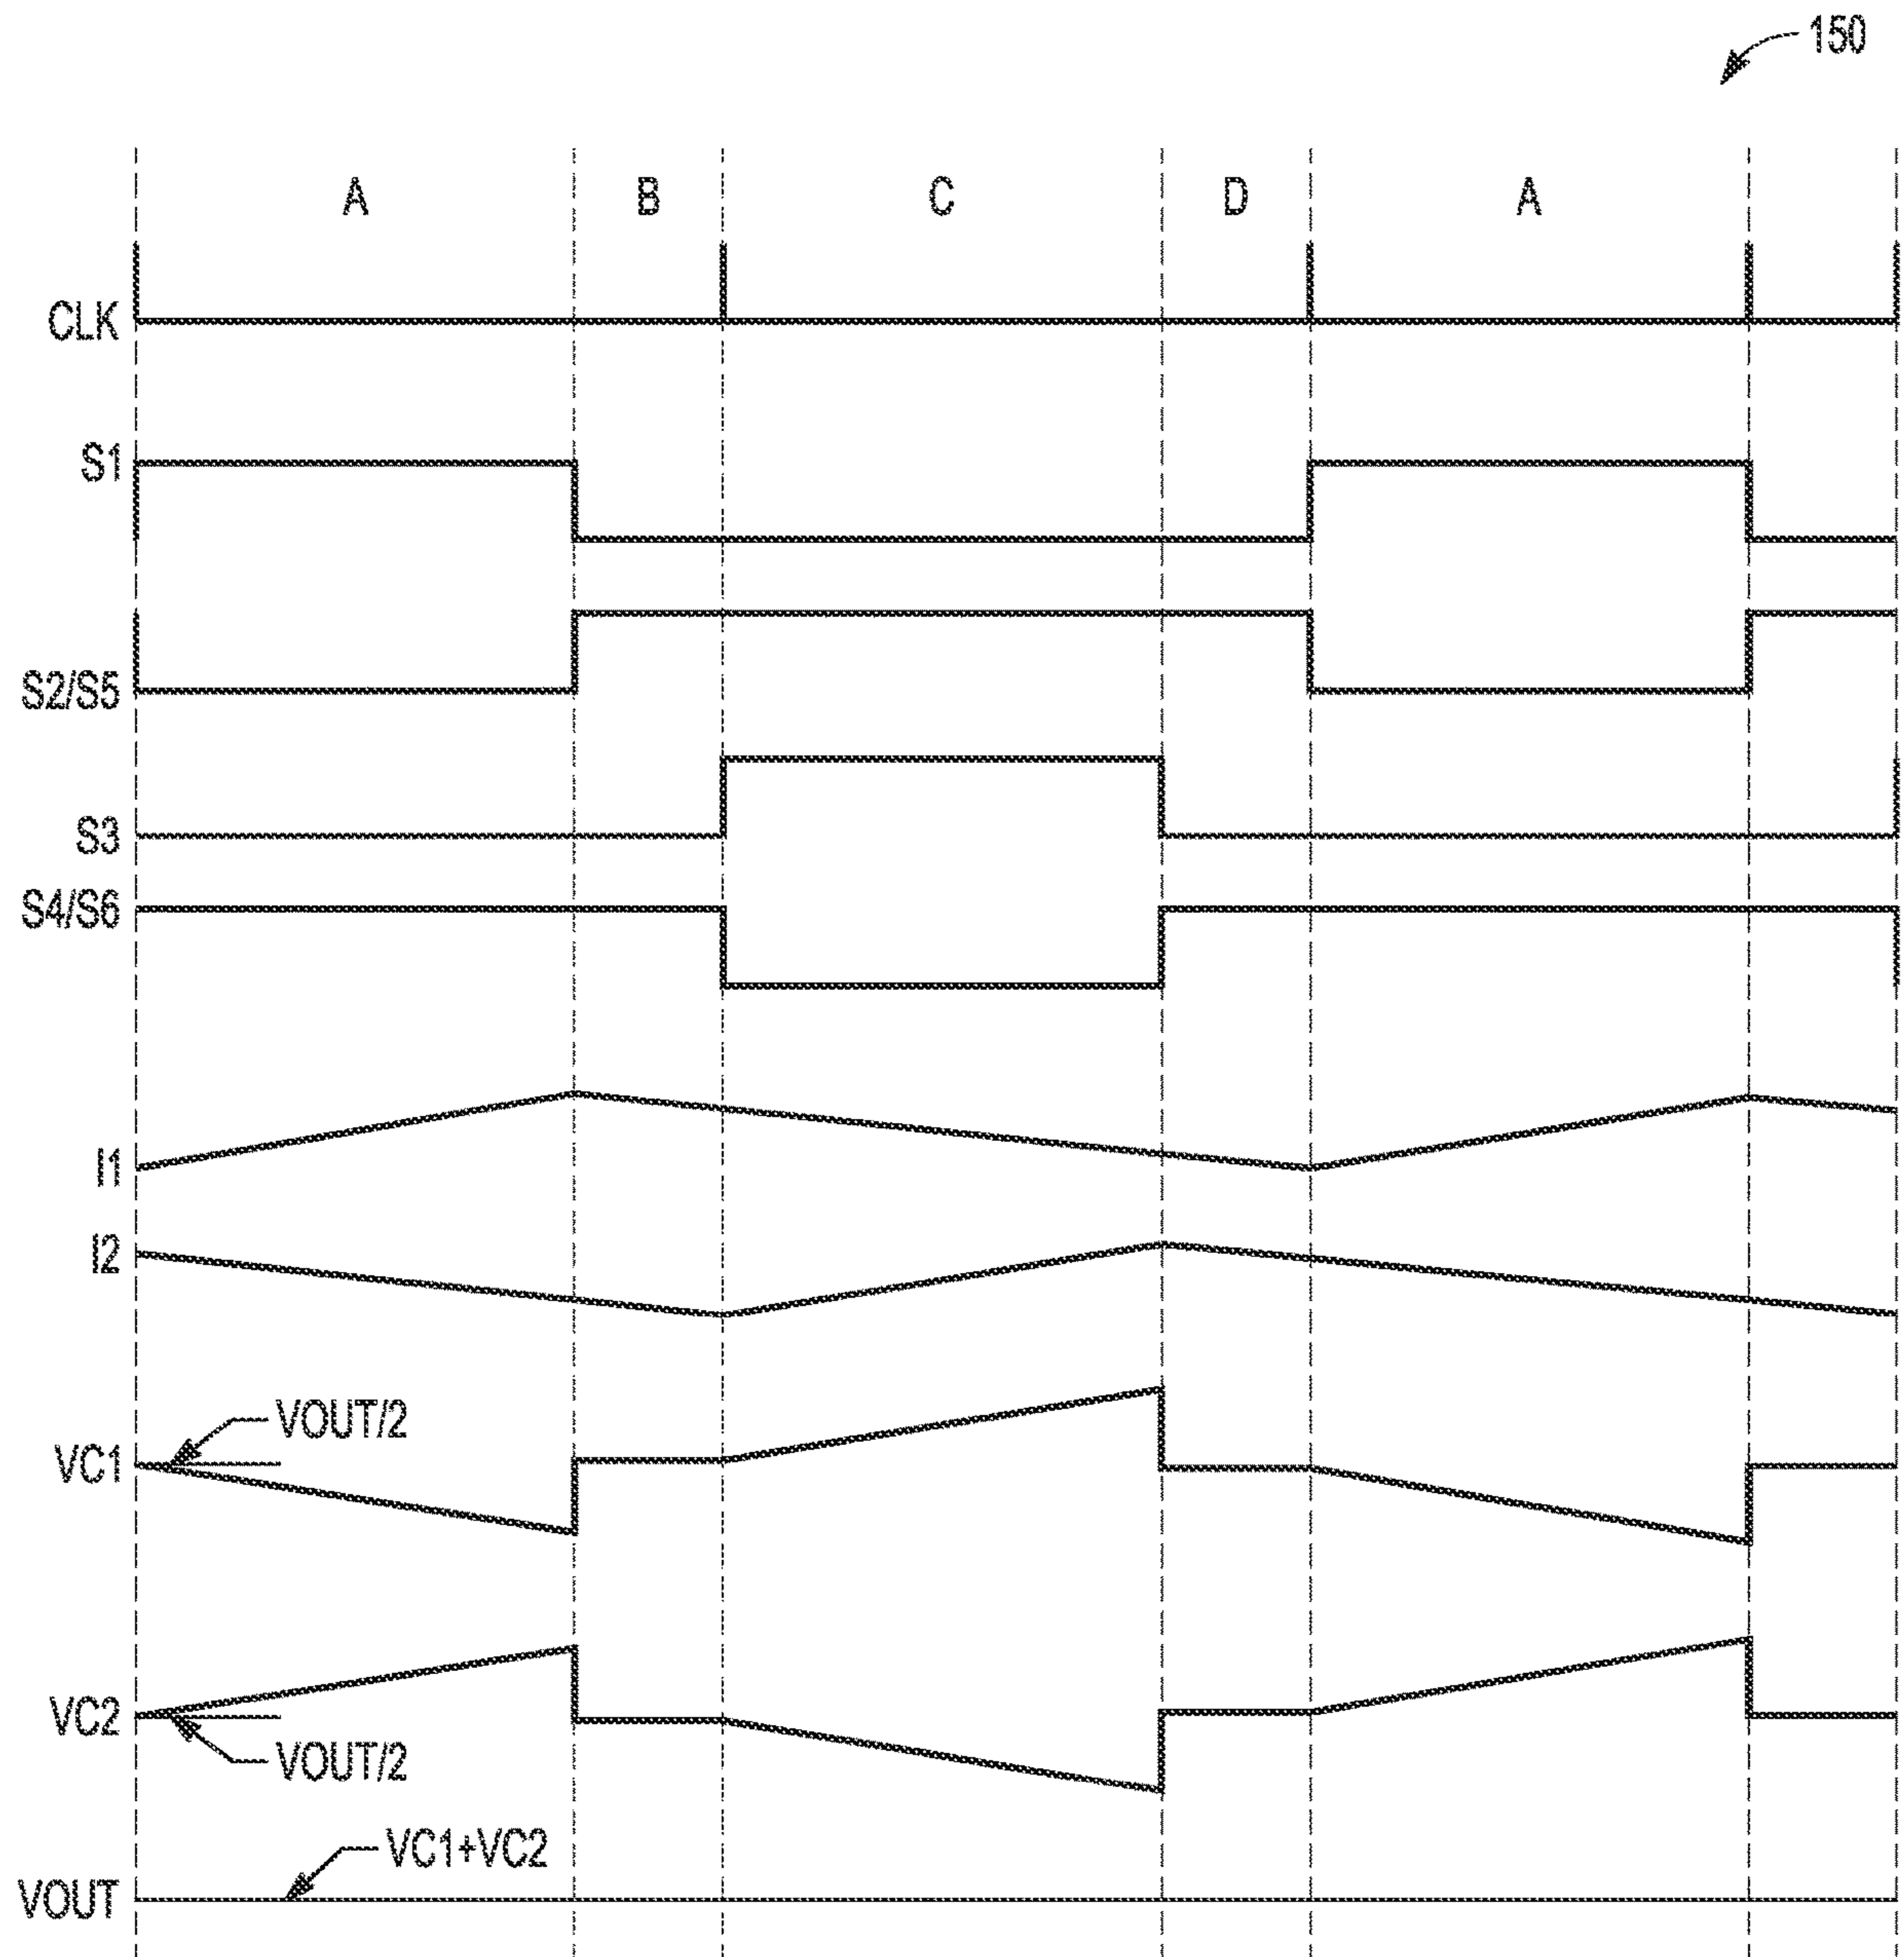 150
A B C D A
CLK
S1
S2/S5
S3
S4/S6
I1
I2
VOUT/2
VC1
VC2
VOUT/2
VC1+VC2
VOUT